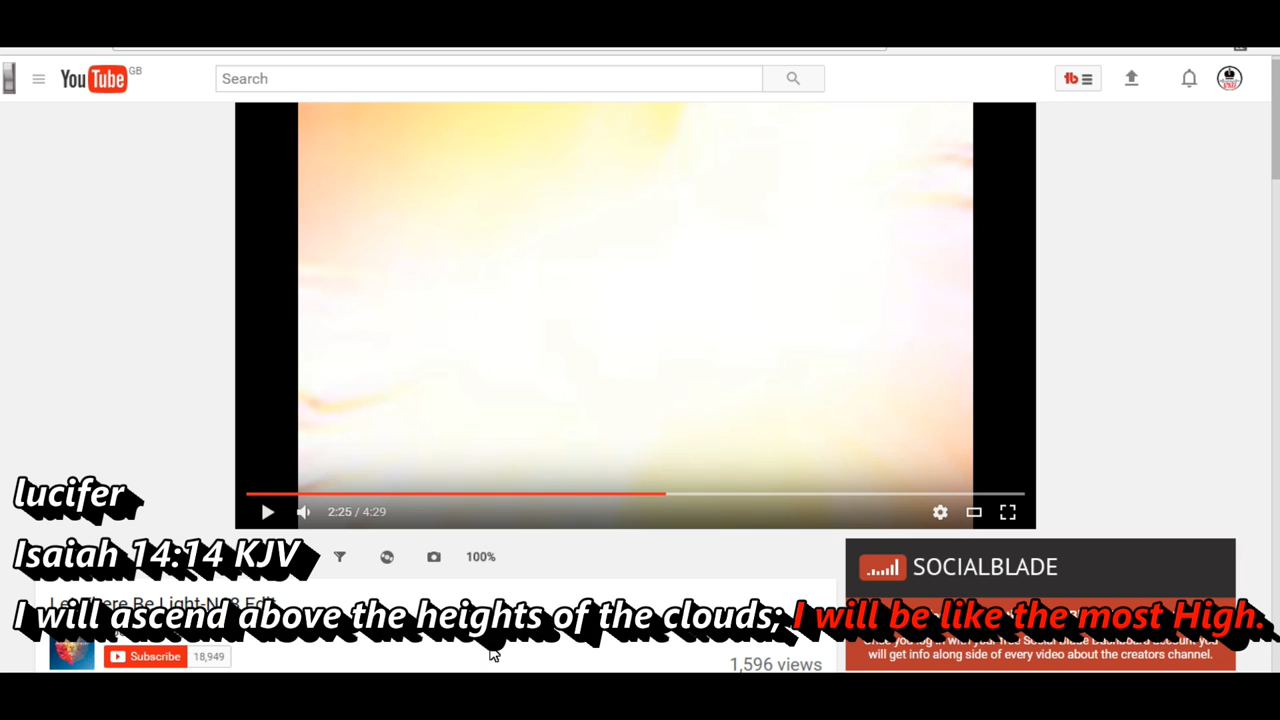 YouTube GB
Search
tb
2:25 / 4:29
lucifer
100%
Isaiah 14:14 KJV
SOCIALBLADE
I will ascend above the heights of the clouds; I will be like the most High.
Subscribe 18,949
1,596 views
will get info along side of every video about the creators channel.